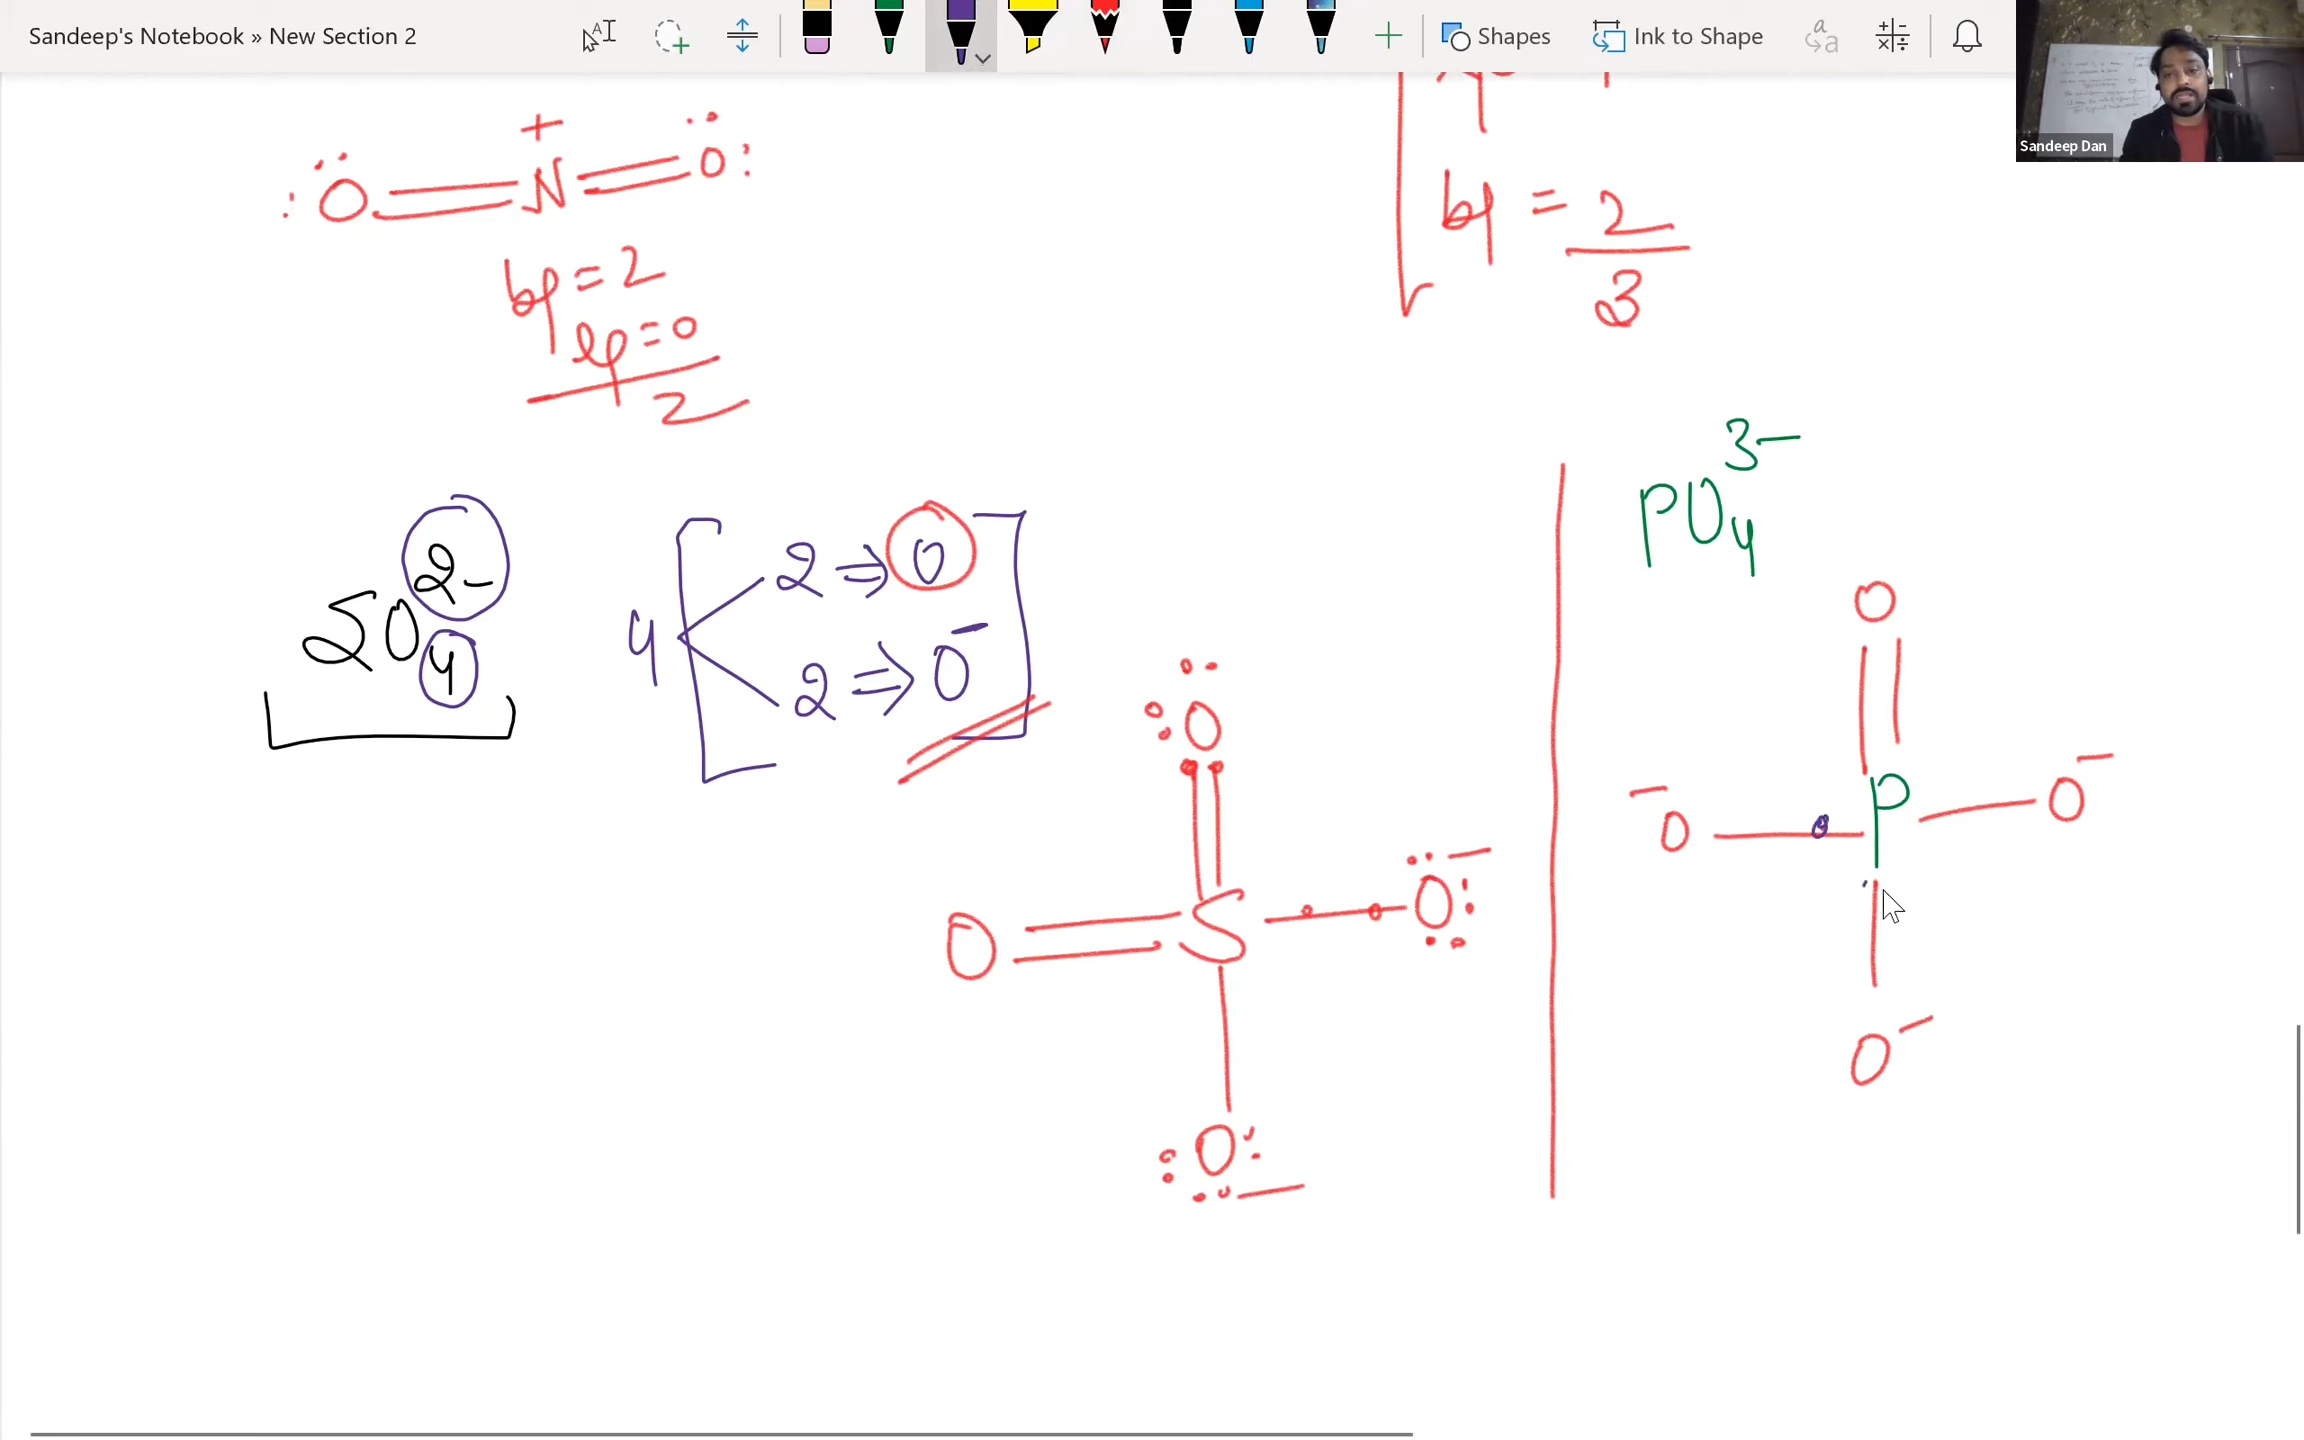 Sandeep's Notebook » New Section 2
Shapes
Ink to Shape
Sandeep Dan
+
:Ö = N = Ö:
bp = 2
lp = 0
2
bp = 2
3
SO4 2-
4
2 ⇒ O
2 ⇒ O-
O
O = S - O-
O-
PO4 3-
O
-O - P - O-
O-